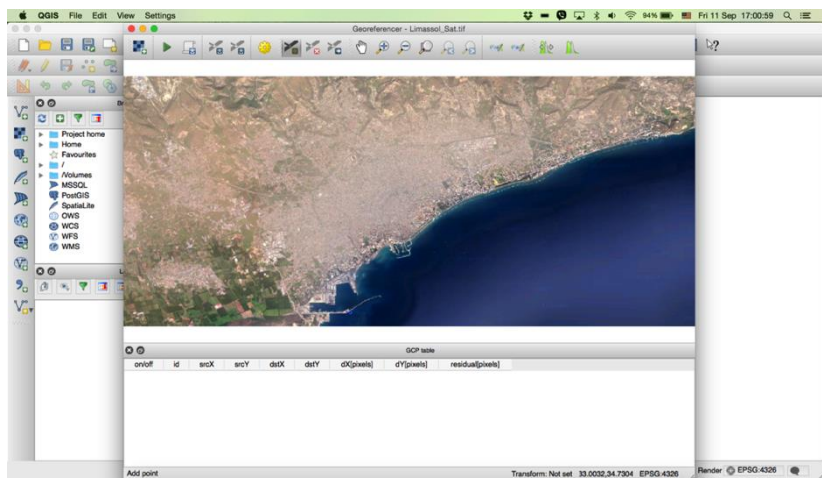 QGIS File Edit View Settings 94% Fri 11 Sep 17:00:59
Georeferencer - Limassol_Sat.tif
Project home
Home
Favourites
/
/Volumes
MSSQL
PostGIS
SpatiaLite
OWS
WCS
WFS
WMS
GCP table
on/off id srcX srcY dstX dstY dX[pixels] dY[pixels] residual[pixels]
Add point Transform: Not set 33.0032,34.7304 EPSG:4326 Render EPSG:4326